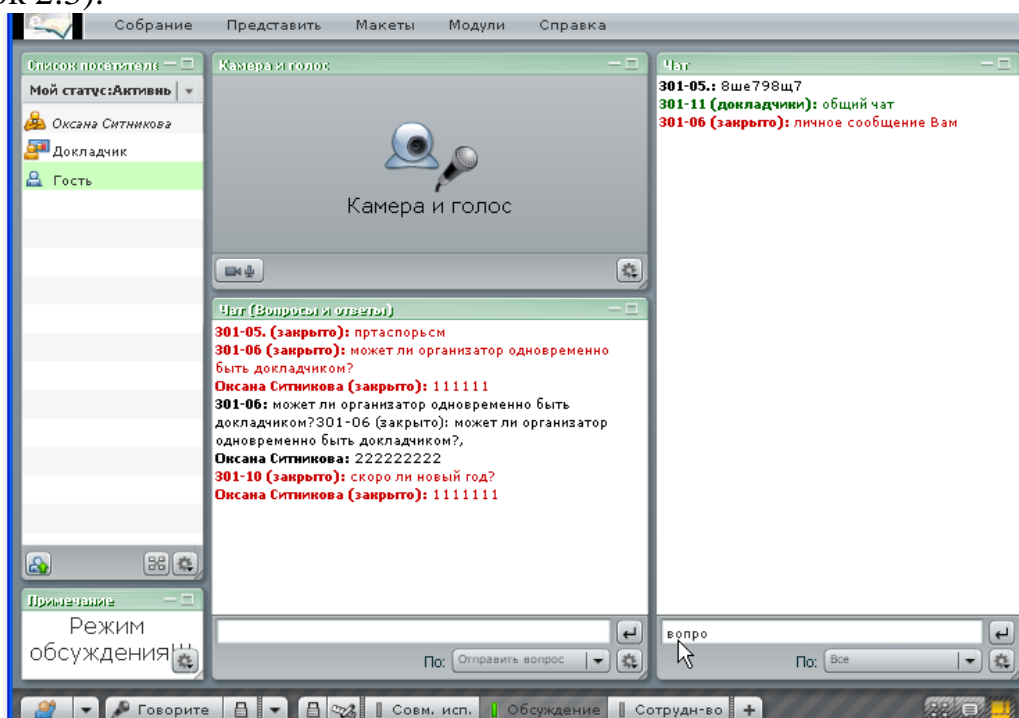 ок 2.5).
Собрание Представить Макеты Модули Справка
Список посетителе
Мой статус:Активнь
Оксана Ситникова
Докладчик
Гость
Примечание
Режим
обсуждения!!!
Камера и голос
Камера и голос
Чат (Вопросы и ответы)
301-05. (закрыто): пртаспорьсм
301-06 (закрыто): может ли организатор одновременно
быть докладчиком?
Оксана Ситникова (закрыто): 111111
301-06: может ли организатор одновременно быть
докладчиком?301-06 (закрыто): может ли организатор
одновременно быть докладчиком?,
Оксана Ситникова: 222222222
301-10 (закрыто): скоро ли новый год?
Оксана Ситникова (закрыто): 1111111
По: Отправить вопрос
Чат
301-05.: 8ше798щ7
301-11 (докладчики): общий чат
301-06 (закрыто): личное сообщение Вам
вопро
По: Все
Говорите Совм. исп. Обсуждение Сотрудн-во +